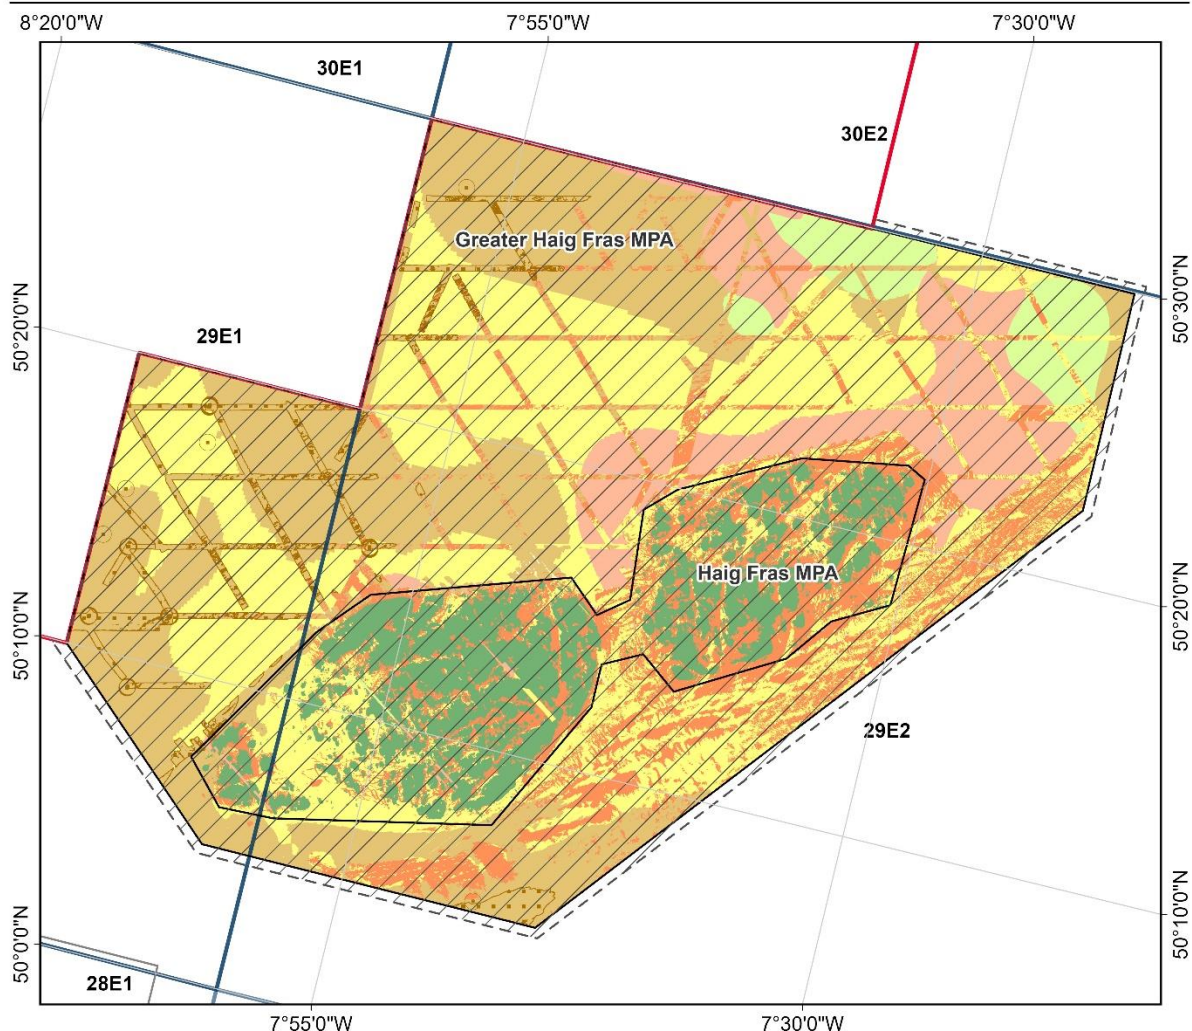 8°20'0"W 7°55'0"W 7°30'0"W
30E1
30E2
Greater Haig Fras MPA
50°30'0"N
50°20'0"N
29E1
Haig Fras MPA
50°20'0"N
50°10'0"N
29E2
50°10'0"N
50°0'0"N
28E1
7°55'0"W 7°30'0"W